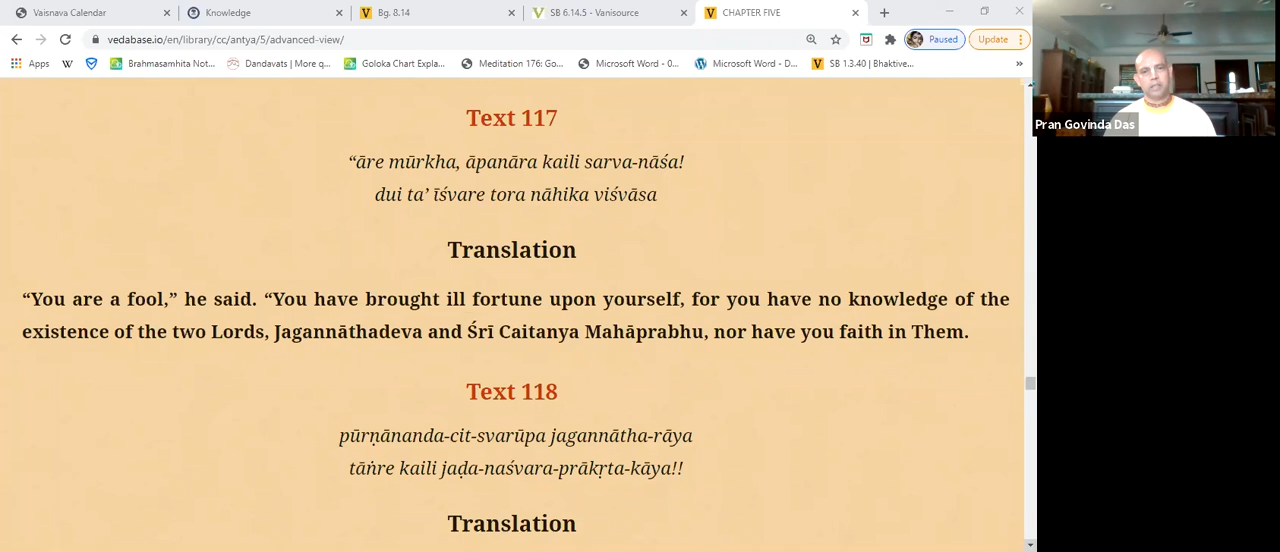 Vaisnava Calendar
Knowledge
Bg. 8.14
SB 6.14.5 - Vanisource
CHAPTER FIVE
vedabase.io/en/library/cc/antya/5/advanced-view/
Paused
Update
Apps
Brahmasamhita Not...
Dandavats | More q...
Goloka Chart Expla...
Meditation 176: Go...
Microsoft Word - 0...
Microsoft Word - D...
SB 1.3.40 | Bhaktive...
»
Pran Govinda Das
Text 117
“āre mūrkha, āpanāra kaili sarva-nāśa!
dui ta’ īśvare tora nāhika viśvāsa
Translation
“You are a fool,” he said. “You have brought ill fortune upon yourself, for you have no knowledge of the
existence of the two Lords, Jagannāthadeva and Śrī Caitanya Mahāprabhu, nor have you faith in Them.
Text 118
pūrṇānanda-cit-svarūpa jagannātha-rāya
tāṅre kaili jaḍa-naśvara-prākṛta-kāya!!
Translation